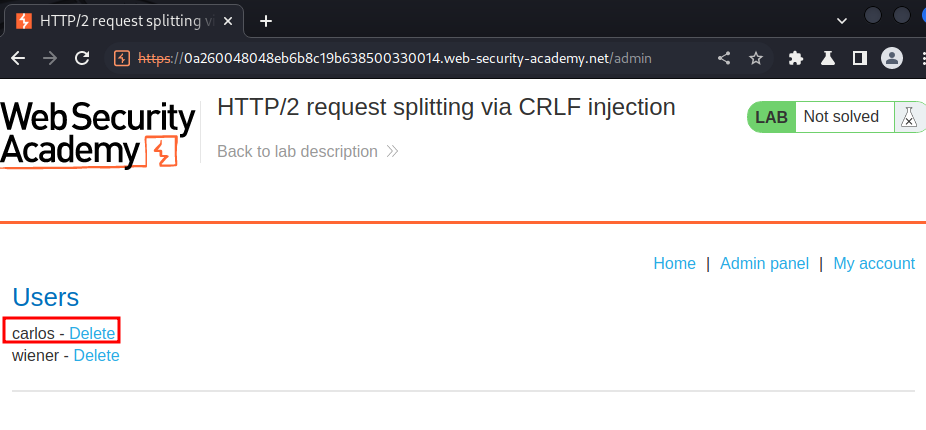 HTTP/2 request splitting vi
https://0a260048048eb6b8c19b638500330014.web-security-academy.net/admin
Web Security
Academy
HTTP/2 request splitting via CRLF injection
Back to lab description
LAB Not solved
Home | Admin panel | My account
Users
carlos - Delete
wiener - Delete